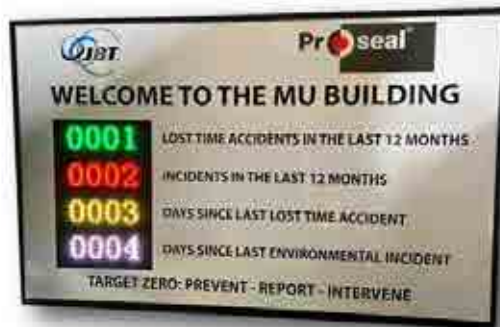 JBT
Proseal
WELCOME TO THE MU BUILDING
0001 LOST TIME ACCIDENTS IN THE LAST 12 MONTHS
0002 INCIDENTS IN THE LAST 12 MONTHS
0003 DAYS SINCE LAST LOST TIME ACCIDENT
0004 DAYS SINCE LAST ENVIRONMENTAL INCIDENT
TARGET ZERO: PREVENT - REPORT - INTERVENE